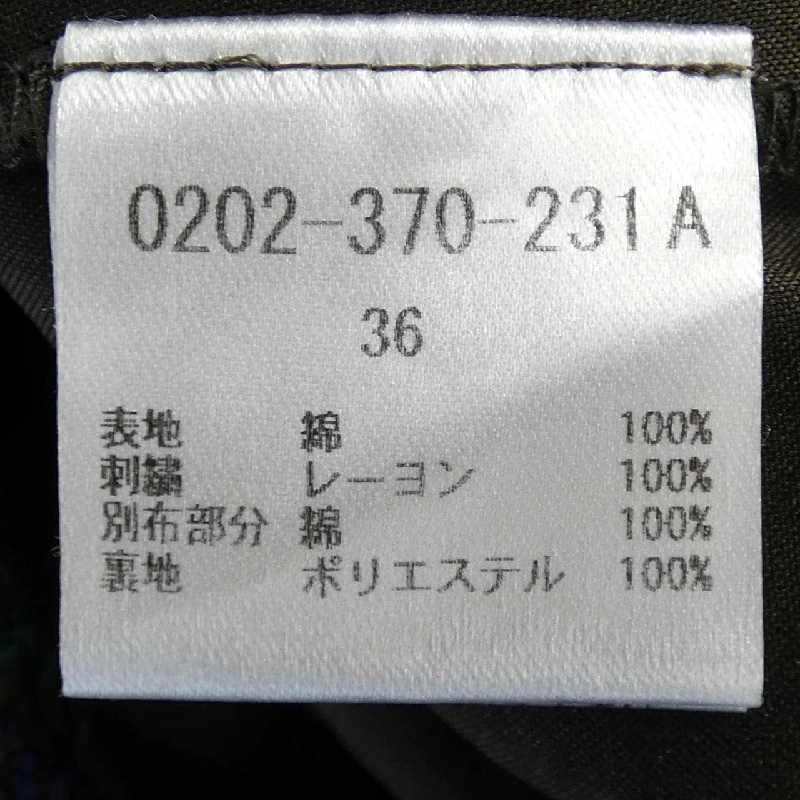 0202-370-231 A
36
表地 綿 100%
刺繍 レーヨン 100%
別布部分 綿 100%
裏地 ポリエステル 100%